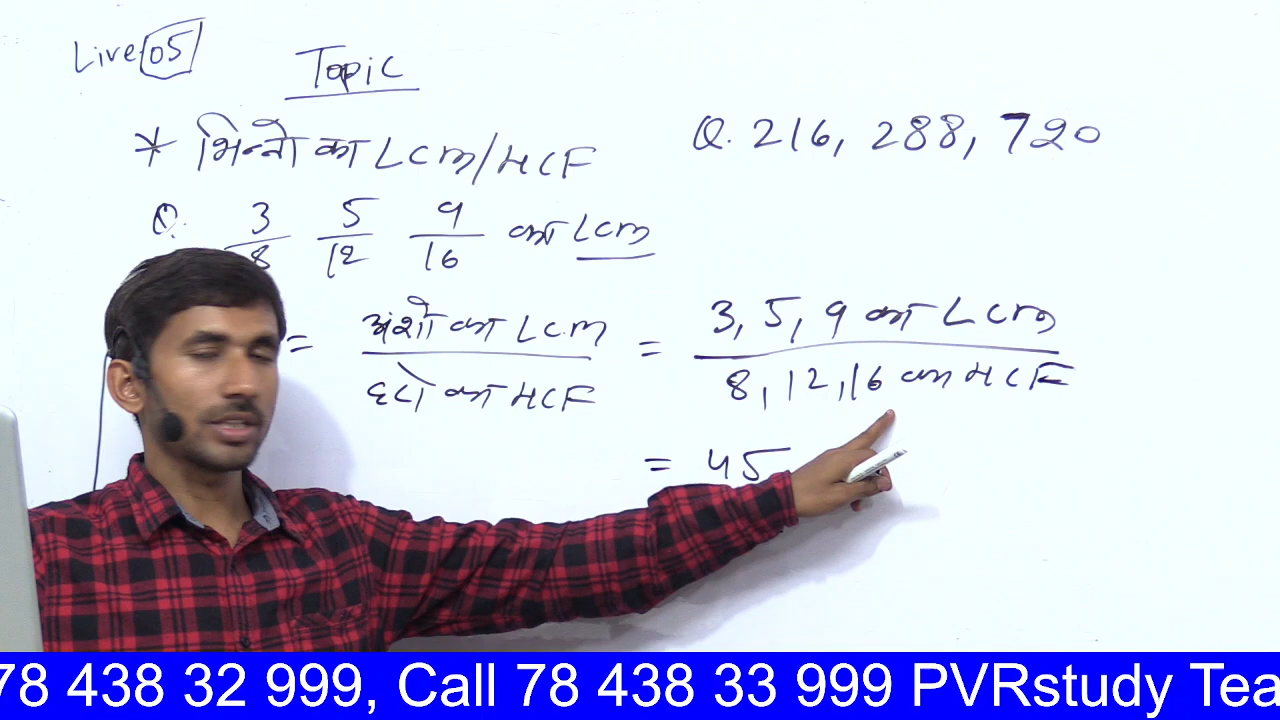 Live 05
Topic
* भिन्नो का LCM/HCF
Q. 216, 288, 720
Q. 3/8 5/12 9/16 का LCM
= अंशो का LCM / हरो का HCF = 3, 5, 9 का LCM / 8, 12, 16 का HCF
= 45
78 438 32 999, Call 78 438 33 999 PVRstudy Tea